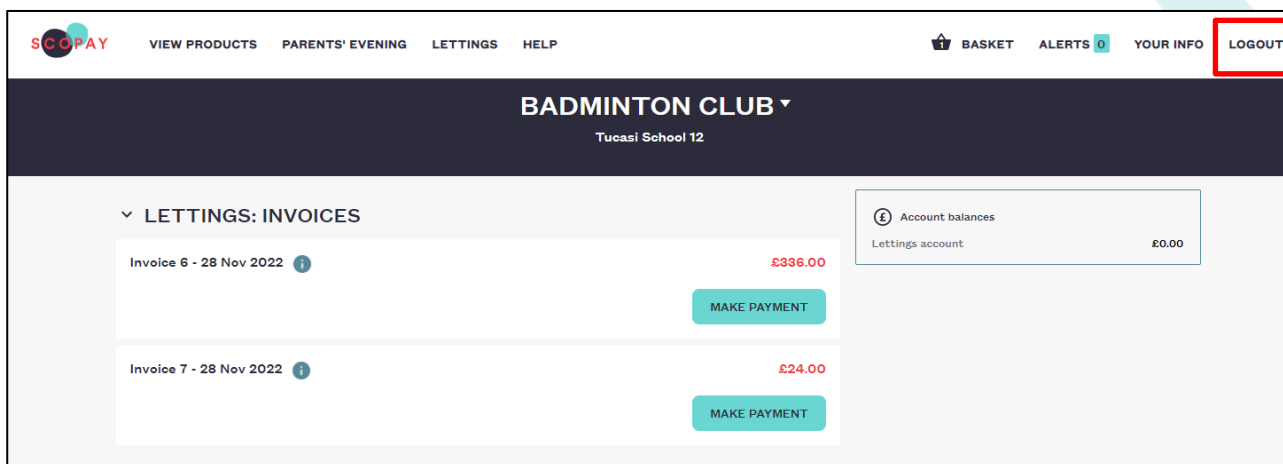 SCOPAY VIEW PRODUCTS PARENTS' EVENING LETTINGS HELP 1 BASKET ALERTS 0 YOUR INFO LOGOUT
BADMINTON CLUB
Tucasi School 12
LETTINGS: INVOICES
£ Account balances
Lettings account £0.00
Invoice 6 - 28 Nov 2022 i £336.00
MAKE PAYMENT
Invoice 7 - 28 Nov 2022 i £24.00
MAKE PAYMENT